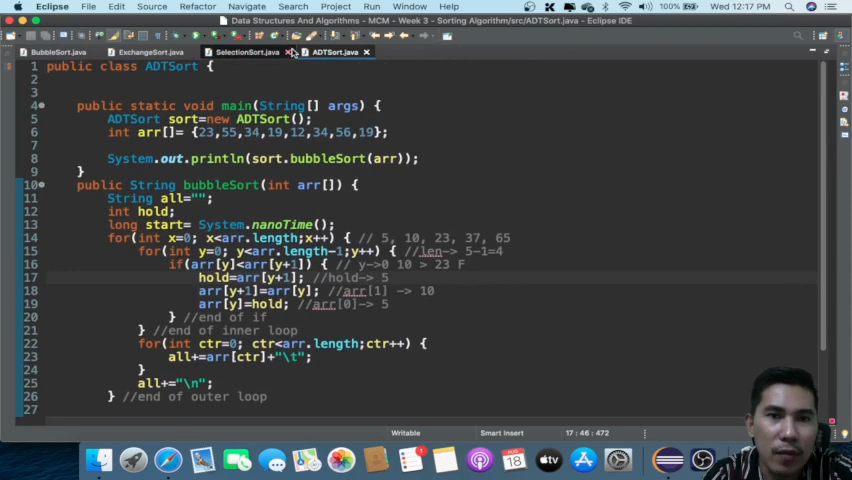 Eclipse File Edit Source Refactor Navigate Search Project Run Window Help 100% Wed 12:17 PM
Data Structures And Algorithms - MCM - Week 3 - Sorting Algorithm/src/ADTSort.java - Eclipse IDE
BubbleSort.java ExchangeSort.java SelectionSort.java ADTSort.java
1 public class ADTSort {
2
3
4 public static void main(String[] args) {
5 ADTSort sort=new ADTSort();
6 int arr[]= {23,55,34,19,12,34,56,19};
7
8 System.out.println(sort.bubbleSort(arr));
9 }
10 public String bubbleSort(int arr[]) {
11 String all="";
12 int hold;
13 long start= System.nanoTime();
14 for(int x=0; x<arr.length;x++) { // 5, 10, 23, 37, 65
15 for(int y=0; y<arr.length-1;y++) { //len-> 5-1=4
16 if(arr[y]<arr[y+1]) { // y->0 10 > 23 F
17 hold=arr[y+1]; //hold-> 5
18 arr[y+1]=arr[y]; //arr[1] -> 10
19 arr[y]=hold; //arr[0]-> 5
20 } //end of if
21 } //end of inner loop
22 for(int ctr=0; ctr<arr.length;ctr++) {
23 all+=arr[ctr]+"\t";
24 }
25 all+="\n";
26 } //end of outer loop
27
Writable Smart Insert 17 : 46 : 472
AUG
18
1